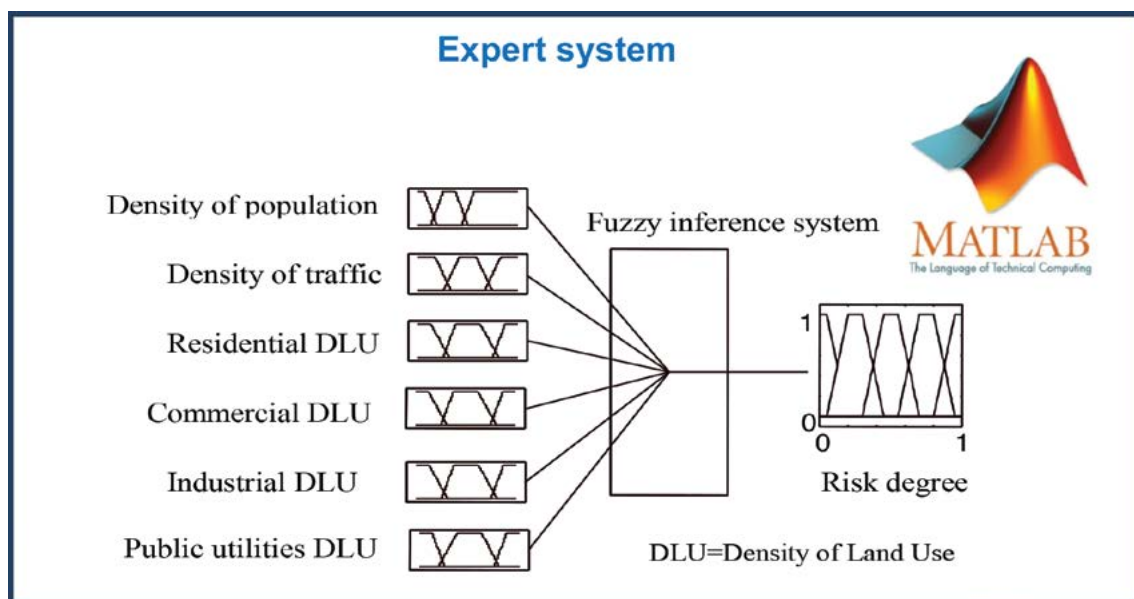 Expert system
Density of population
Density of traffic
Residential DLU
Commercial DLU
Industrial DLU
Public utilities DLU
Fuzzy inference system
MATLAB
The Language of Technical Computing
1
0
0 1
Risk degree
DLU=Density of Land Use